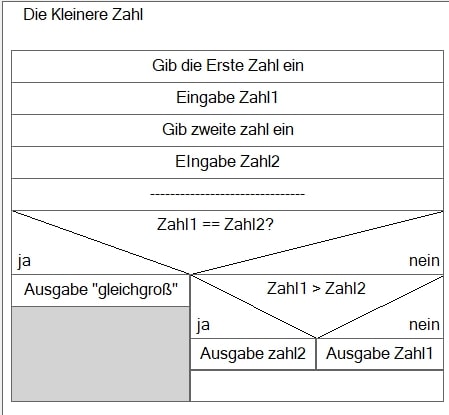 Die Kleinere Zahl
Gib die Erste Zahl ein
Eingabe Zahl1
Gib zweite zahl ein
EIngabe Zahl2
-------------------------------
Zahl1 == Zahl2?
ja
nein
Ausgabe "gleichgroß"
Zahl1 > Zahl2
ja
nein
Ausgabe zahl2
Ausgabe Zahl1